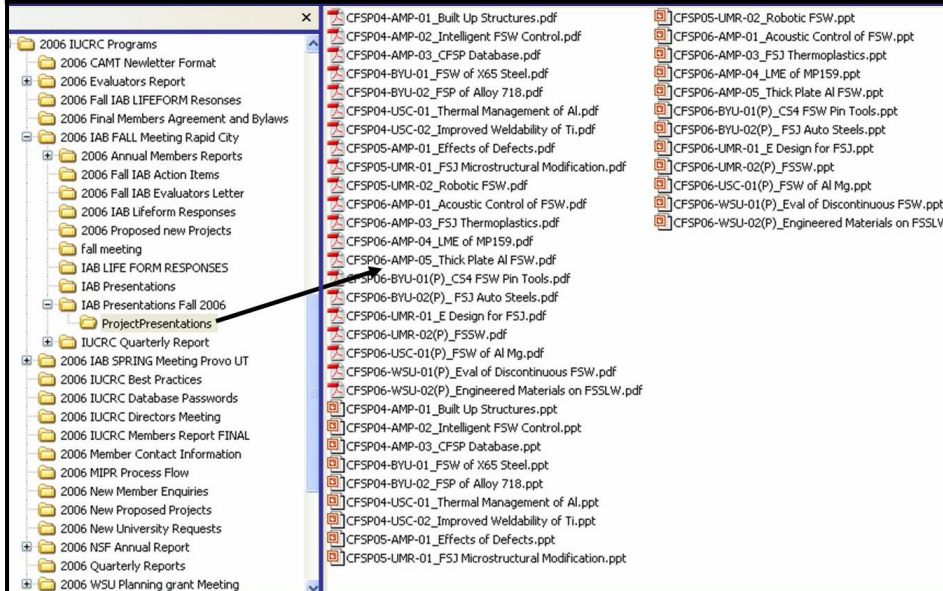 2006 IUCRC Programs
2006 CAMT Newletter Format
2006 Evaluators Report
2006 Fall IAB LIFEFORM Resonses
2006 Final Members Agreement and Bylaws
2006 IAB FALL Meeting Rapid City
2006 Annual Members Reports
2006 Fall IAB Action Items
2006 Fall IAB Evaluators Letter
2006 IAB Lifeform Responses
2006 Proposed new Projects
fall meeting
IAB LIFE FORM RESPONSES
IAB Presentations
IAB Presentations Fall 2006
ProjectPresentations
IUCRC Quarterly Report
2006 IAB SPRING Meeting Provo UT
2006 IUCRC Best Practices
2006 IUCRC Database Passwords
2006 IUCRC Directors Meeting
2006 IUCRC Members Report FINAL
2006 Member Contact Information
2006 MIPR Process Flow
2006 New Member Enquiries
2006 New Proposed Projects
2006 New University Requests
2006 NSF Annual Report
2006 Quarterly Reports
2006 WSU Planning grant Meeting
CFSP04-AMP-01_Built Up Structures.pdf
CFSP04-AMP-02_Intelligent FSW Control.pdf
CFSP04-AMP-03_CFSP Database.pdf
CFSP04-BYU-01_FSW of X65 Steel.pdf
CFSP04-BYU-02_FSP of Alloy 718.pdf
CFSP04-USC-01_Thermal Management of Al.pdf
CFSP04-USC-02_Improved Weldability of Ti.pdf
CFSP05-AMP-01_Effects of Defects.pdf
CFSP05-UMR-01_FSJ Microstructural Modification.pdf
CFSP05-UMR-02_Robotic FSW.pdf
CFSP06-AMP-01_Acoustic Control of FSW.pdf
CFSP06-AMP-03_FSJ Thermoplastics.pdf
CFSP06-AMP-04_LME of MP159.pdf
CFSP06-AMP-05_Thick Plate Al FSW.pdf
CFSP06-BYU-01(P)_CS4 FSW Pin Tools.pdf
CFSP06-BYU-02(P)_ FSJ Auto Steels.pdf
CFSP06-UMR-01_E Design for FSJ.pdf
CFSP06-UMR-02(P)_FSSW.pdf
CFSP06-USC-01(P)_FSW of Al Mg.pdf
CFSP06-WSU-01(P)_Eval of Discontinuous FSW.pdf
CFSP06-WSU-02(P)_Engineered Materials on FSSLW.pdf
CFSP04-AMP-01_Built Up Structures.ppt
CFSP04-AMP-02_Intelligent FSW Control.ppt
CFSP04-AMP-03_CFSP Database.ppt
CFSP04-BYU-01_FSW of X65 Steel.ppt
CFSP04-BYU-02_FSP of Alloy 718.ppt
CFSP04-USC-01_Thermal Management of Al.ppt
CFSP04-USC-02_Improved Weldability of Ti.ppt
CFSP05-AMP-01_Effects of Defects.ppt
CFSP05-UMR-01_FSJ Microstructural Modification.ppt
CFSP05-UMR-02_Robotic FSW.ppt
CFSP06-AMP-01_Acoustic Control of FSW.ppt
CFSP06-AMP-03_FSJ Thermoplastics.ppt
CFSP06-AMP-04_LME of MP159.ppt
CFSP06-AMP-05_Thick Plate Al FSW.ppt
CFSP06-BYU-01(P)_CS4 FSW Pin Tools.ppt
CFSP06-BYU-02(P)_ FSJ Auto Steels.ppt
CFSP06-UMR-01_E Design for FSJ.ppt
CFSP06-UMR-02(P)_FSSW.ppt
CFSP06-USC-01(P)_FSW of Al Mg.ppt
CFSP06-WSU-01(P)_Eval of Discontinuous FSW.ppt
CFSP06-WSU-02(P)_Engineered Materials on FSSLW